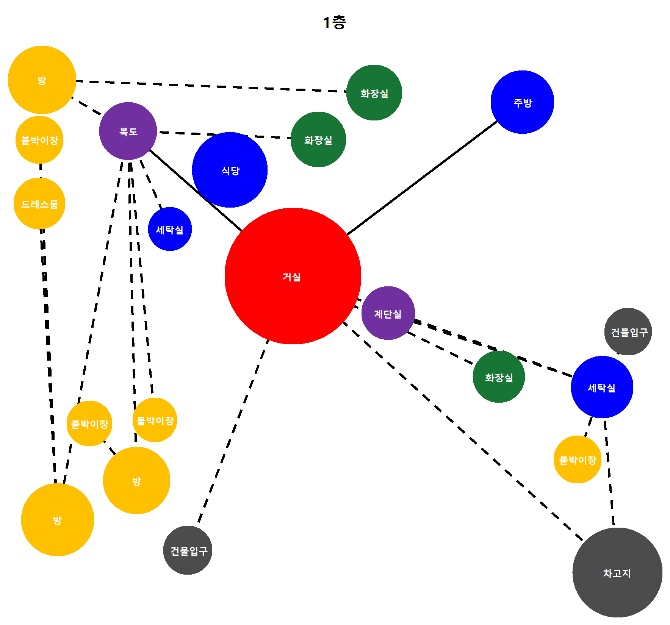 1층
방
화장실
주방
복도
붙박이장
화장실
식당
드레스룸
세탁실
거실
계단실
건물입구
화장실
세탁실
붙박이장
붙박이장
붙박이장
방
방
건물입구
차고지